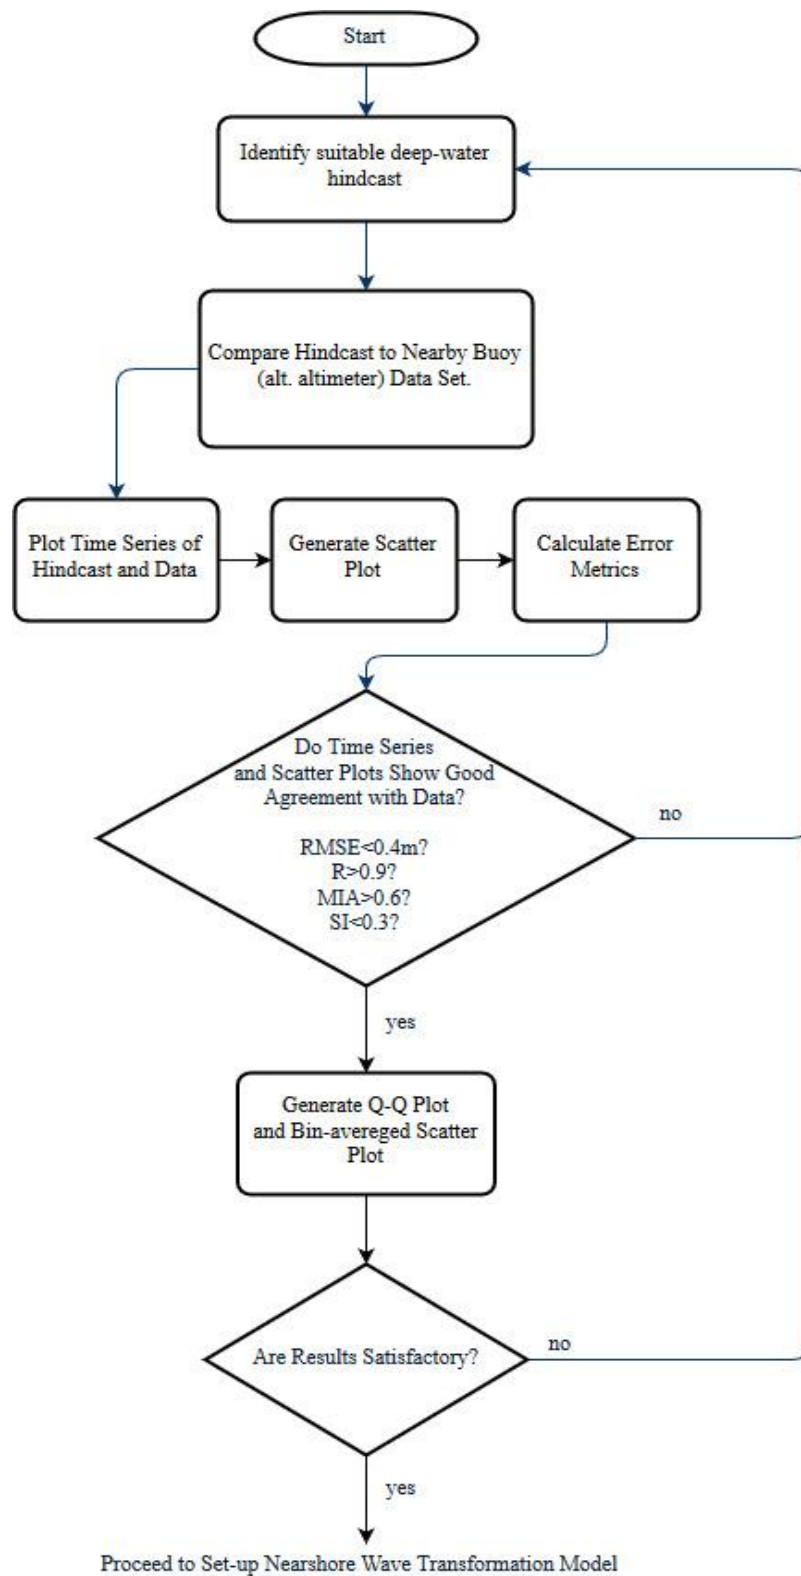 Start
Identify suitable deep-water
hindcast
Compare Hindcast to Nearby Buoy
(alt. altimeter) Data Set.
Plot Time Series of
Hindcast and Data
Generate Scatter
Plot
Calculate Error
Metrics
Do Time Series
and Scatter Plots Show Good
Agreement with Data?
RMSE<0.4m?
R>0.9?
MIA>0.6?
SI<0.3?
no
yes
Generate Q-Q Plot
and Bin-avereged Scatter
Plot
Are Results Satisfactory?
no
yes
Proceed to Set-up Nearshore Wave Transformation Model